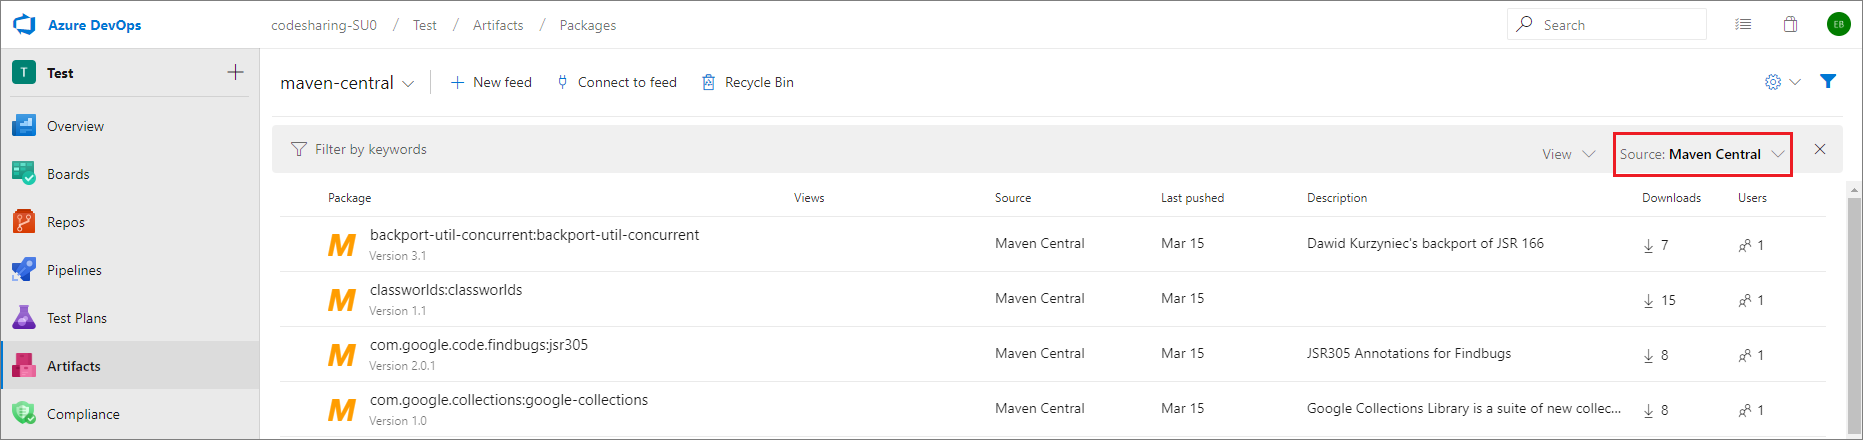 Azure DevOps
codesharing-SU0 / Test / Artifacts / Packages
Search
EB
T Test
Overview
Boards
Repos
Pipelines
Test Plans
Artifacts
Compliance
maven-central
New feed
Connect to feed
Recycle Bin
Filter by keywords
View
Source: Maven Central
Package Views Source Last pushed Description Downloads Users
M backport-util-concurrent:backport-util-concurrent Maven Central Mar 15 Dawid Kurzyniec's backport of JSR 166 7 1
Version 3.1
M classworlds:classworlds Maven Central Mar 15 15 1
Version 1.1
M com.google.code.findbugs:jsr305 Maven Central Mar 15 JSR305 Annotations for Findbugs 8 1
Version 2.0.1
M com.google.collections:google-collections Maven Central Mar 15 Google Collections Library is a suite of new collec... 8 1
Version 1.0